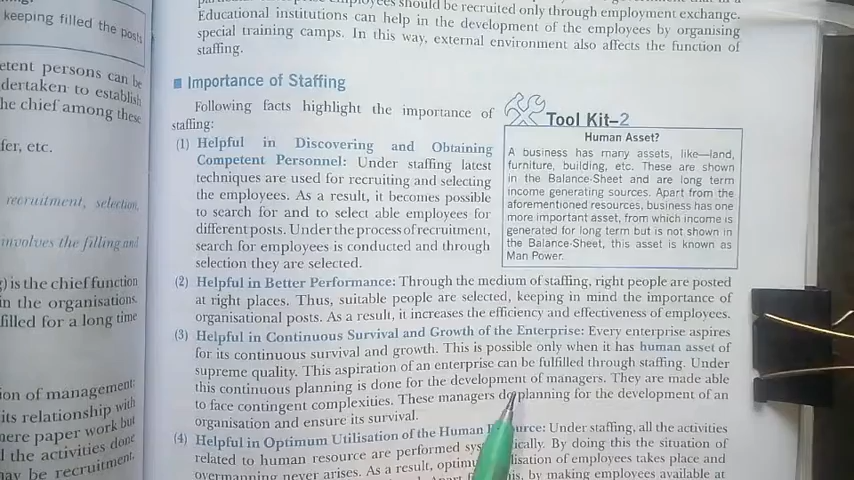 keeping filled the posts
etent persons can be
dertaken to establish
he chief among these
fer, etc.
recruitment, selection,
involves the filling and
g) is the chief function
in the organisations.
filled for a long time
ion of management:
its relationship with
mere paper work but
the activities done
may be recruitment.
employees should be recruited only through employment exchange.
Educational institutions can help in the development of the employees by organising
special training camps. In this way, external environment also affects the function of
staffing.
Importance of Staffing
Following facts highlight the importance of
staffing:
(1) Helpful in Discovering and Obtaining
Competent Personnel: Under staffing latest
techniques are used for recruiting and selecting
the employees. As a result, it becomes possible
to search for and to select able employees for
different posts. Under the process of recruitment,
search for employees is conducted and through
selection they are selected.
Tool Kit–2
Human Asset?
A business has many assets, like—land,
furniture, building, etc. These are shown
in the Balance-Sheet and are long term
income generating sources. Apart from the
aforementioned resources, business has one
more important asset, from which income is
generated for long term but is not shown in
the Balance-Sheet, this asset is known as
Man Power.
(2) Helpful in Better Performance: Through the medium of staffing, right people are posted
at right places. Thus, suitable people are selected, keeping in mind the importance of
organisational posts. As a result, it increases the efficiency and effectiveness of employees.
(3) Helpful in Continuous Survival and Growth of the Enterprise: Every enterprise aspires
for its continuous survival and growth. This is possible only when it has human asset of
supreme quality. This aspiration of an enterprise can be fulfilled through staffing. Under
this continuous planning is done for the development of managers. They are made able
to face contingent complexities. These managers do planning for the development of an
organisation and ensure its survival.
(4) Helpful in Optimum Utilisation of the Human Resource: Under staffing, all the activities
related to human resource are performed systematically. By doing this the situation of
overmanning never arises. As a result, optimum utilisation of employees takes place and
this, by making employees available at